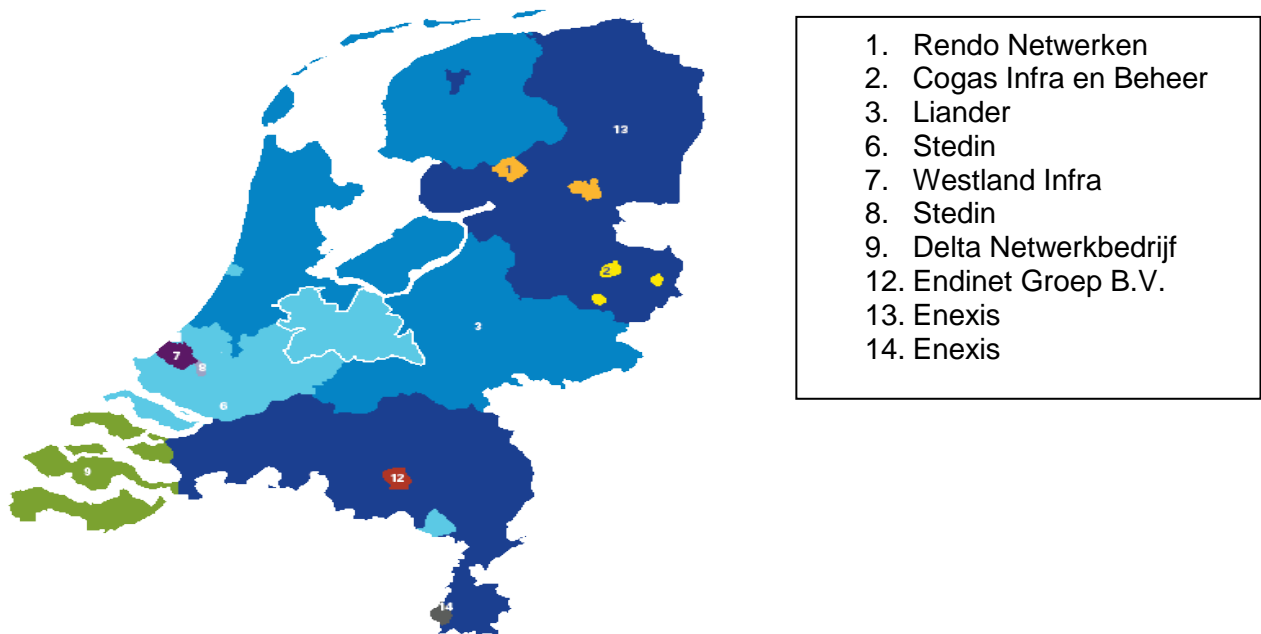 13
1
2
3
7
8
6
9
12
14
1. Rendo Netwerken
2. Cogas Infra en Beheer
3. Liander
6. Stedin
7. Westland Infra
8. Stedin
9. Delta Netwerkbedrijf
12. Endinet Groep B.V.
13. Enexis
14. Enexis